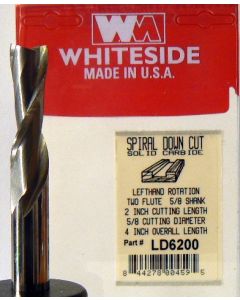 WM
WHITESIDE
MADE IN U.S.A.
SPIRAL DOWN CUT
SOLID CARBIDE
LEFTHAND ROTATION
TWO FLUTE 5/8 SHANK
2 INCH CUTTING LENGTH
5/8 CUTTING DIAMETER
4 INCH OVERALL LENGTH
Part # LD6200
8 44278 00459 5